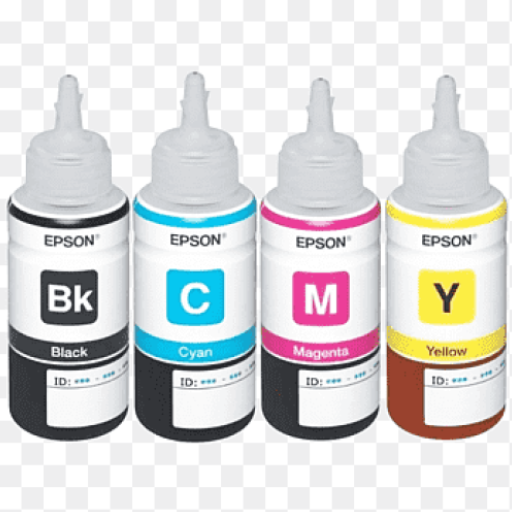 EPSON®
Bk
Black
ID: *** - *** - ***
EPSON®
C
Cyan
ID: *** - *** - ***
EPSON®
M
Magenta
ID: *** - *** - ***
EPSON®
Y
Yellow
ID: *** - *** - ***